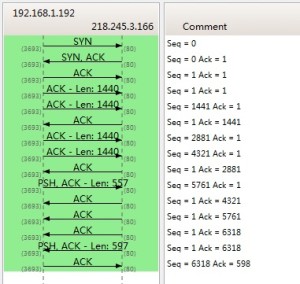 192.168.1.192
218.245.3.166 Comment
SYN
(3693) (80) Seq = 0
SYN, ACK
(3693) (80) Seq = 0 Ack = 1
ACK
(3693) (80) Seq = 1 Ack = 1
ACK - Len: 1440
(3693) (80) Seq = 1 Ack = 1
ACK - Len: 1440
(3693) (80) Seq = 1441 Ack = 1
ACK
(3693) (80) Seq = 1 Ack = 1441
ACK - Len: 1440
(3693) (80) Seq = 2881 Ack = 1
ACK - Len: 1440
(3693) (80) Seq = 4321 Ack = 1
ACK
(3693) (80) Seq = 1 Ack = 2881
PSH, ACK - Len: 557
(3693) (80) Seq = 5761 Ack = 1
ACK
(3693) (80) Seq = 1 Ack = 4321
ACK
(3693) (80) Seq = 1 Ack = 5761
ACK
(3693) (80) Seq = 1 Ack = 6318
PSH, ACK - Len: 597
(3693) (80) Seq = 1 Ack = 6318
ACK
(3693) (80) Seq = 6318 Ack = 598